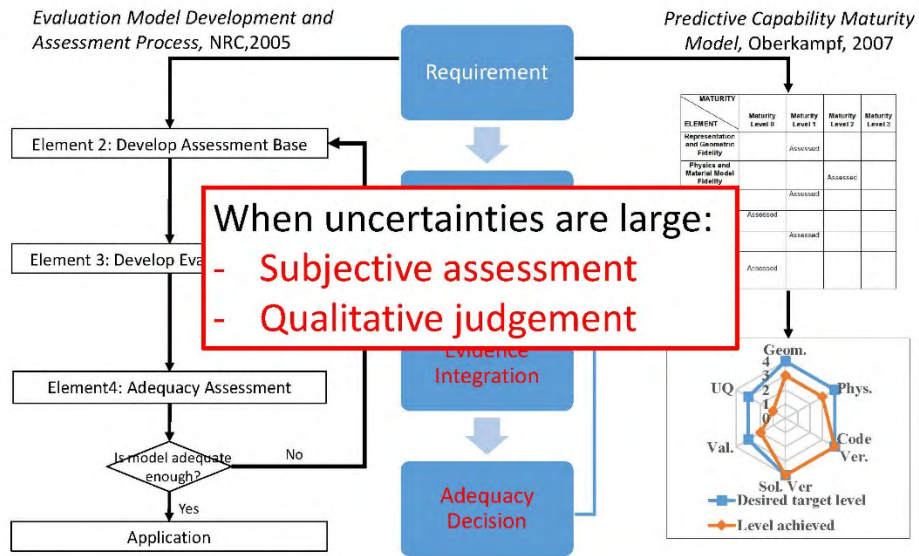 Evaluation Model Development and
Assessment Process, NRC,2005
Predictive Capability Maturity
Model, Oberkampf, 2007
Requirement
Element 2: Develop Assessment Base
Element 3: Develop
Element4: Adequacy Assessment
Is model adequate
enough?
No
Yes
Application
When uncertainties are large:
- Subjective assessment
- Qualitative judgement
Evidence
Integration
Adequacy
Decision
MATURITY
ELEMENT
Maturity
Level 0
Maturity
Level 1
Maturity
Level 2
Maturity
Level 3
Representation
and Geometric
Fidelity
Assessed
Physics and
Material Model
Fidelity
Assessed
Assessed
Assessed
Assessed
Assessed
Geom.
4
3
2
1
0
UQ
Phys.
Val.
Code
Ver.
Sol. Ver
Desired target level
Level achieved